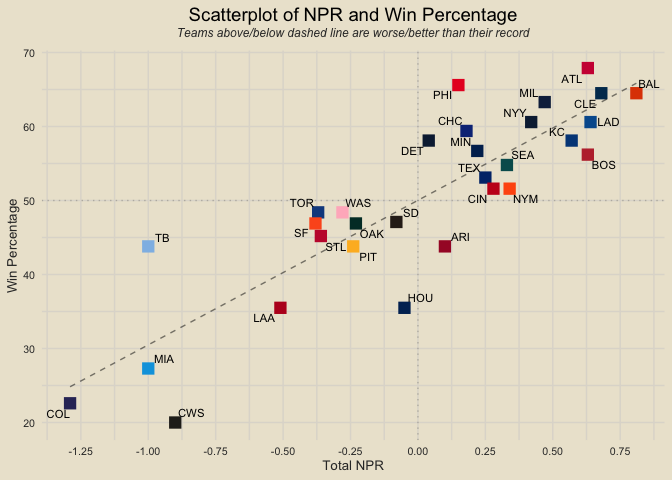 Scatterplot of NPR and Win Percentage
Teams above/below dashed line are worse/better than their record
70
ATL
BAL
PHI
MIL
CLE
NYY
LAD
60
CHC
KC
DET
MIN
BOS
SEA
TEX
CIN
NYM
50
TOR
WAS
SD
SF
OAK
TB
STL
PIT
ARI
40
HOU
LAA
30
MIA
COL
CWS
20
Win Percentage
-1.25
-1.00
-0.75
-0.50
-0.25
0.00
0.25
0.50
0.75
Total NPR